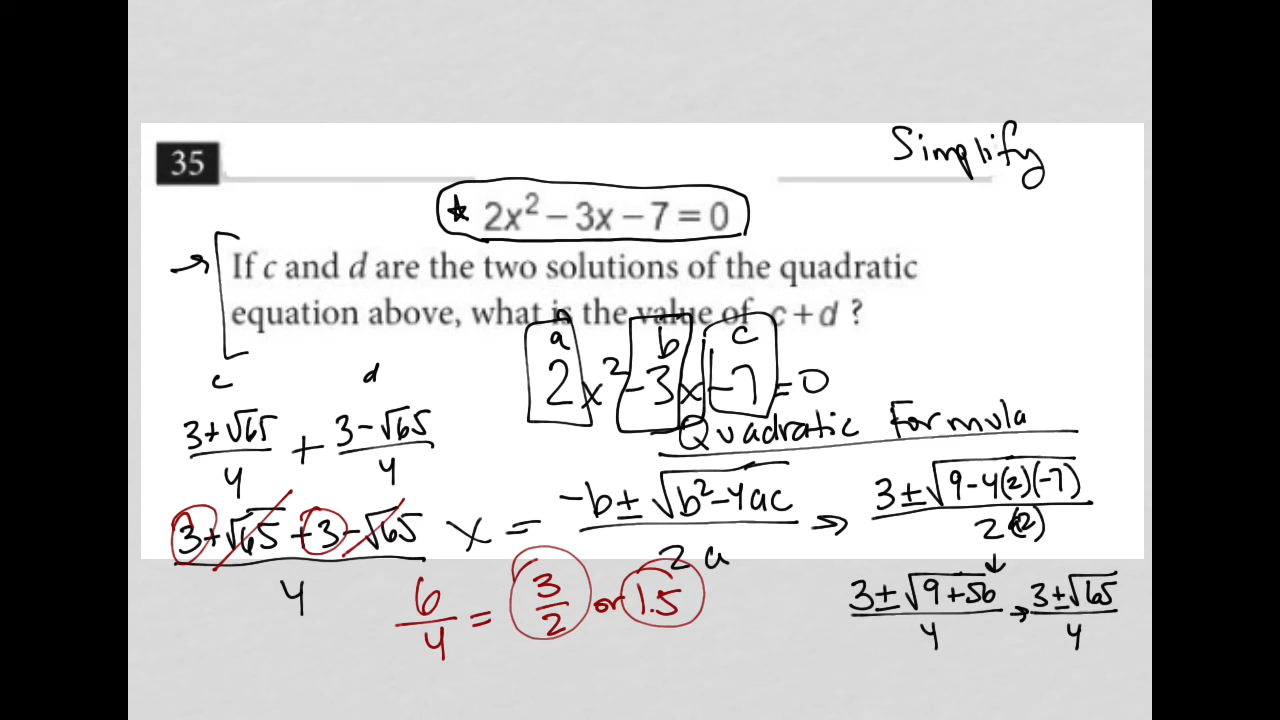 Simplify
35
★ 2x² – 3x – 7 = 0
→ If c and d are the two solutions of the quadratic
equation above, what is the value of c + d ?
a b c
2x² - 3x - 7 = 0
Quadratic Formula
c d
3+√65/4 + 3-√65/4
3+√65 + 3-√65/4
x = -b ± √b²-4ac/2a → 3 ± √9-4(2)(-7)/2(2)
↓
3 ± √9+56/4 → 3 ± √65/4
6/4 = 3/2 or 1.5